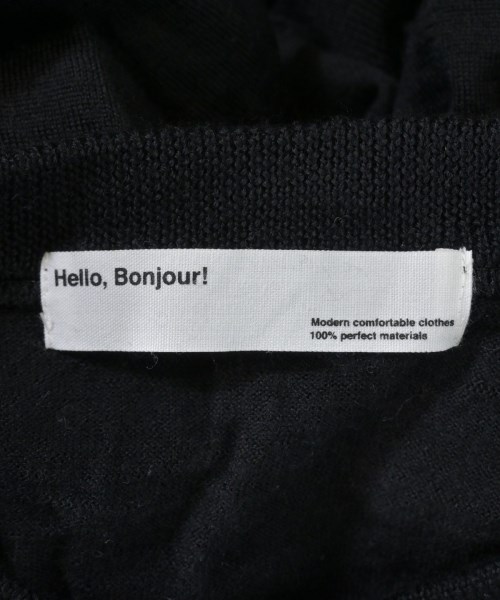 Hello, Bonjour!
Modern comfortable clothes
100% perfect materials